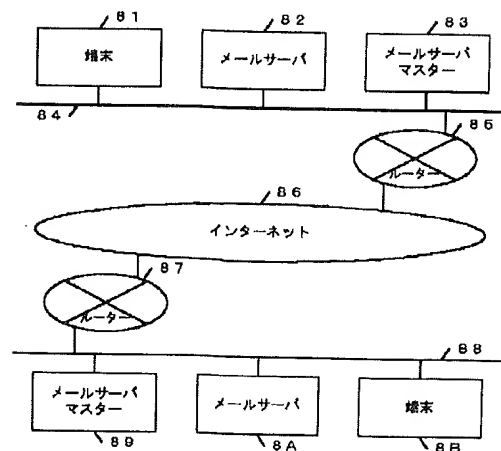 81
82
83
端末
メールサーバ
メールサーバ
マスター
84
85
ルーター
86
インターネット
87
ルーター
88
メールサーバ
マスター
メールサーバ
端末
89
8A
8B